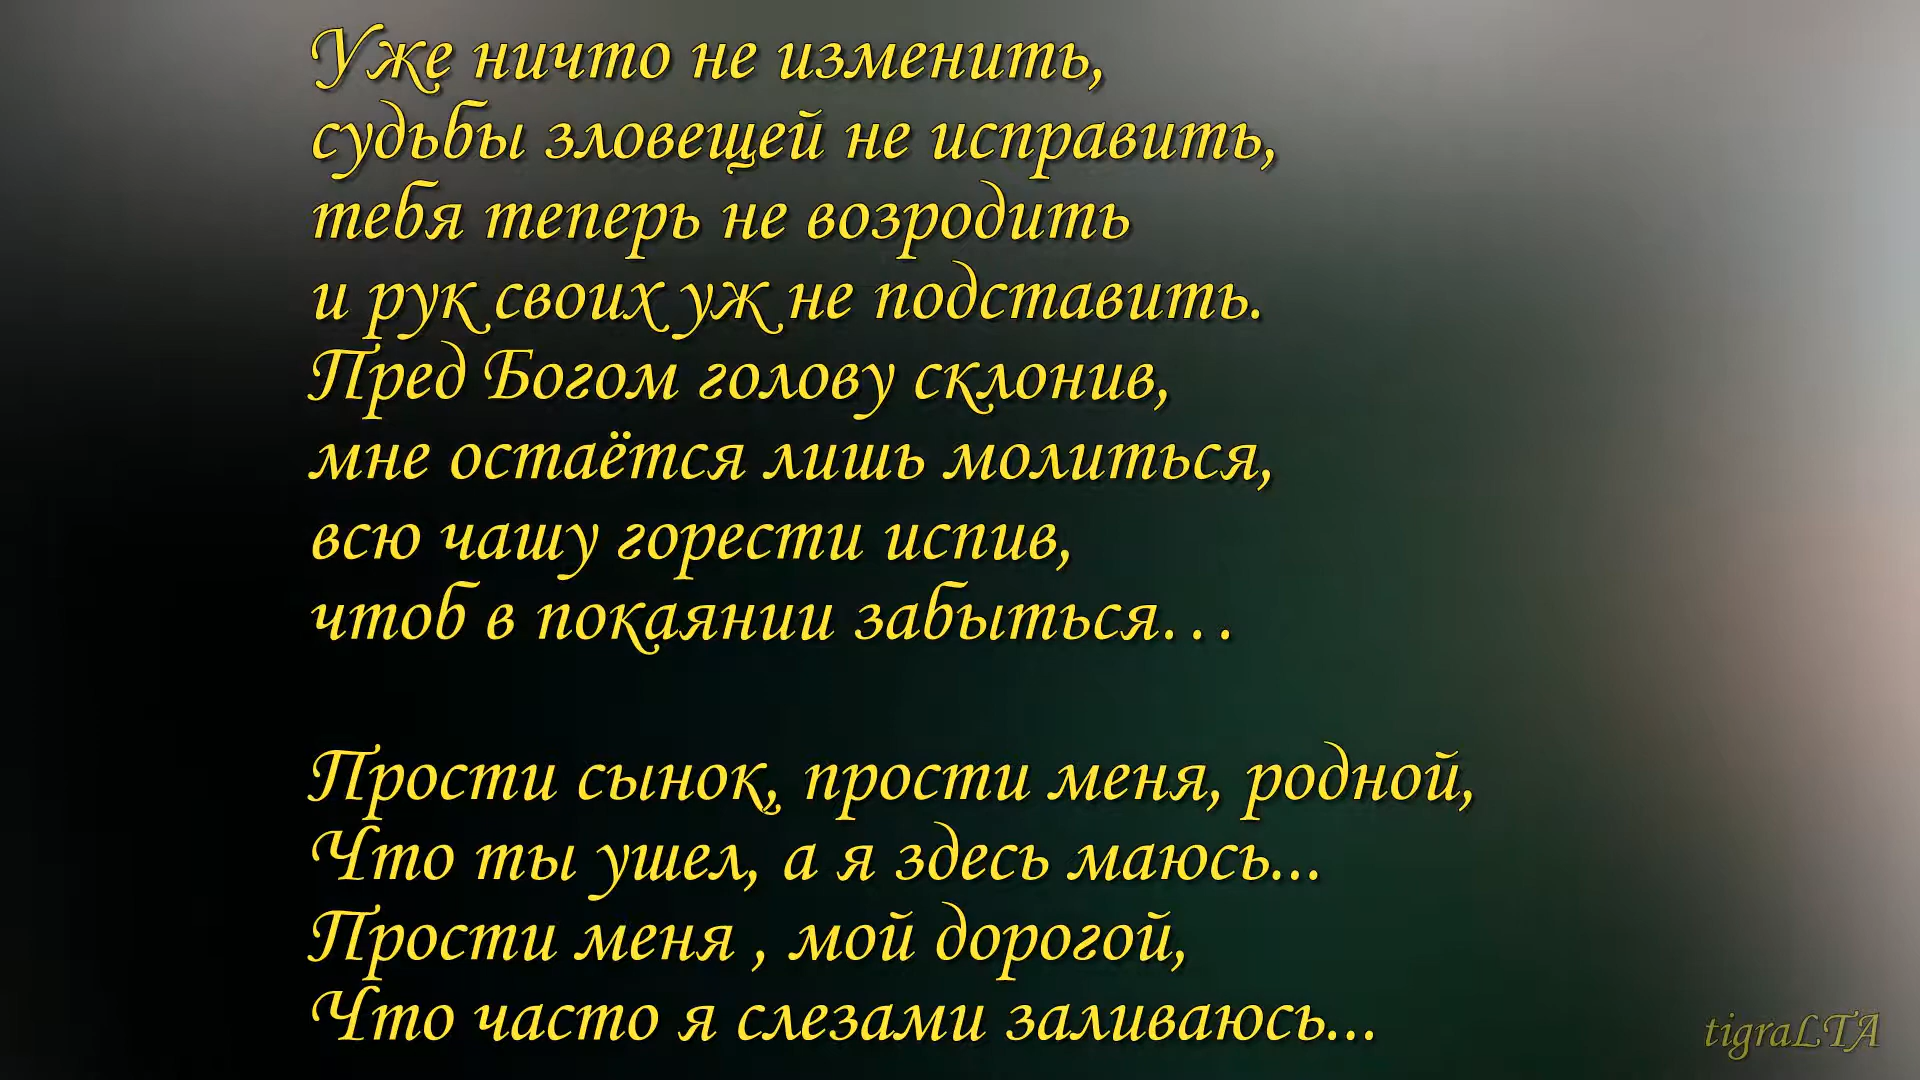 Уже ничто не изменить,
судьбы зловещей не исправить,
тебя теперь не возродить
и рук своих уж не подставить.
Пред Богом голову склонив,
мне остаётся лишь молиться,
всю чашу горести испив,
чтоб в покаянии забыться…

Прости сынок, прости меня, родной,
Что ты ушел, а я здесь маюсь...
Прости меня , мой дорогой,
Что часто я слезами заливаюсь...
tigraLTA